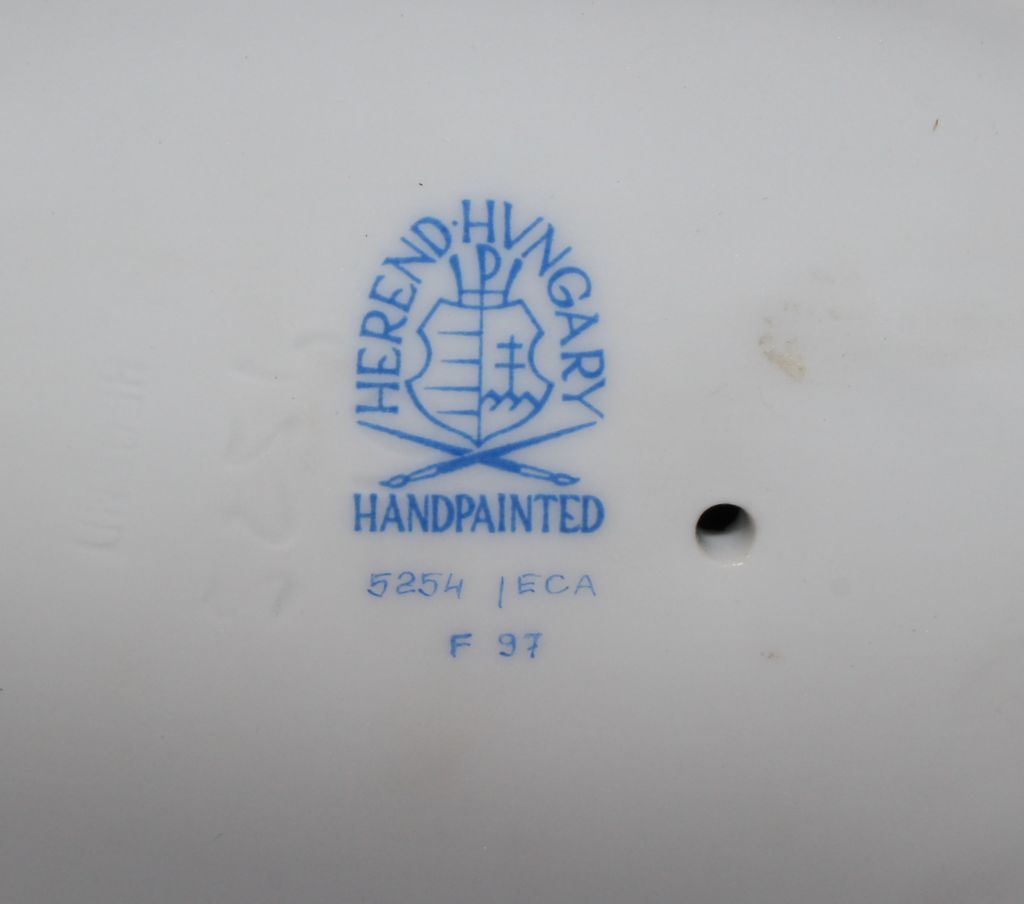 HEREND·HVNGARY
P
HANDPAINTED
5254 /ECA
F 97